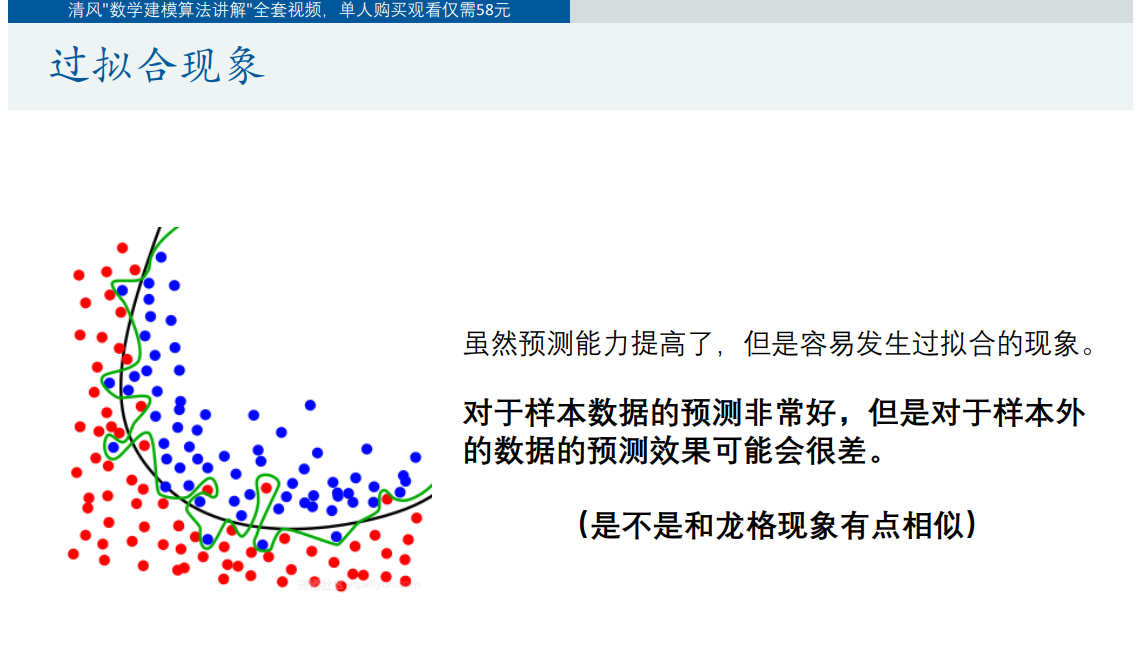 清风"数学建模算法讲解"全套视频，单人购买观看仅需58元
过拟合现象
虽然预测能力提高了，但是容易发生过拟合的现象。
对于样本数据的预测非常好，但是对于样本外
的数据的预测效果可能会很差。
（是不是和龙格现象有点相似）